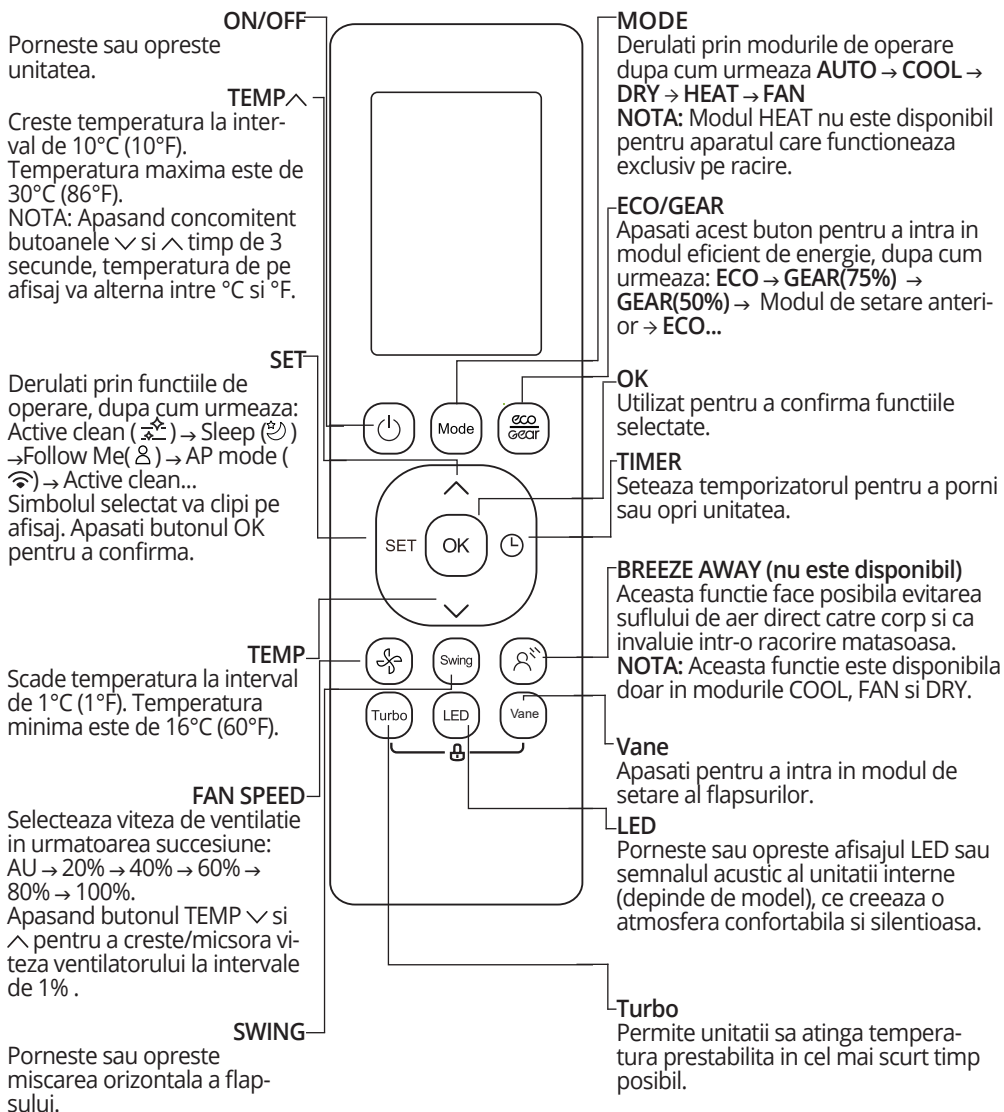 ON/OFF
Porneste sau opreste
unitatea.
TEMP
Creste temperatura la inter-
val de 10°C (10°F).
Temperatura maxima este de
30°C (86°F).
NOTA: Apasand concomitent
butoanele ∨ si ∧ timp de 3
secunde, temperatura de pe
afisaj va alterna intre °C si °F.
SET
Derulati prin functiile de
operare, dupa cum urmeaza:
Active clean ( ) → Sleep ( )
→Follow Me( ) → AP mode (
) → Active clean...
Simbolul selectat va clipi pe
afisaj. Apasati butonul OK
pentru a confirma.
TEMP
Scade temperatura la interval
de 1°C (1°F). Temperatura
minima este de 16°C (60°F).
FAN SPEED
Selecteaza viteza de ventilatie
in urmatoarea succesiune:
AU → 20% → 40% → 60% →
80% → 100%.
Apasand butonul TEMP ∨ si
∧ pentru a creste/micsora vi-
teza ventilatorului la intervale
de 1% .
SWING
Porneste sau opreste
miscarea orizontala a flap-
sului.
Mode
eco
Gear
SET
OK
Swing
Turbo
LED
Vane
MODE
Derulati prin modurile de operare
dupa cum urmeaza AUTO → COOL →
DRY → HEAT → FAN
NOTA: Modul HEAT nu este disponibil
pentru aparatul care functioneaza
exclusiv pe racire.
ECO/GEAR
Apasati acest buton pentru a intra in
modul eficient de energie, dupa cum
urmeaza: ECO → GEAR(75%) →
GEAR(50%) → Modul de setare anteri-
or → ECO...
OK
Utilizat pentru a confirma functiile
selectate.
TIMER
Seteaza temporizatorul pentru a porni
sau opri unitatea.
BREEZE AWAY (nu este disponibil)
Aceasta functie face posibila evitarea
suflului de aer direct catre corp si ca
invaluie intr-o racorire matasoasa.
NOTA: Aceasta functie este disponibila
doar in modurile COOL, FAN si DRY.
Vane
Apasati pentru a intra in modul de
setare al flapsurilor.
LED
Porneste sau opreste afisajul LED sau
semnalul acustic al unitatii interne
(depinde de model), ce creeaza o
atmosfera confortabila si silentioasa.
Turbo
Permite unitatii sa atinga tempera-
tura prestabilita in cel mai scurt timp
posibil.